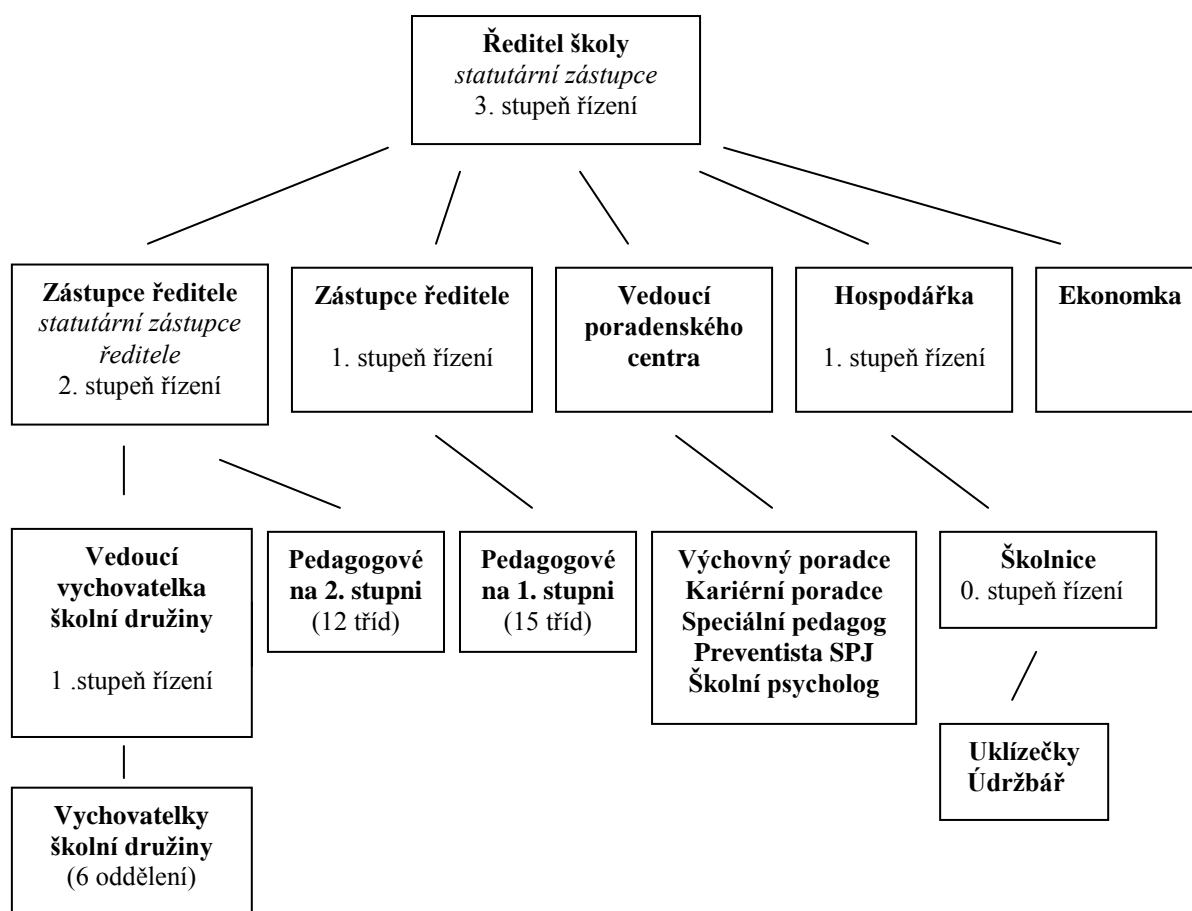 Ředitel školy
statutární zástupce
3. stupeň řízení
Zástupce ředitele
statutární zástupce
ředitele
2. stupeň řízení
Zástupce ředitele
1. stupeň řízení
Vedoucí
poradenského
centra
Hospodářka
1. stupeň řízení
Ekonomka
Vedoucí
vychovatelka
školní družiny
1 .stupeň řízení
Pedagogové
na 2. stupni
(12 tříd)
Pedagogové
na 1. stupni
(15 tříd)
Výchovný poradce
Kariérní poradce
Speciální pedagog
Preventista SPJ
Školní psycholog
Školnice
0. stupeň řízení
Uklízečky
Údržbář
Vychovatelky
školní družiny
(6 oddělení)